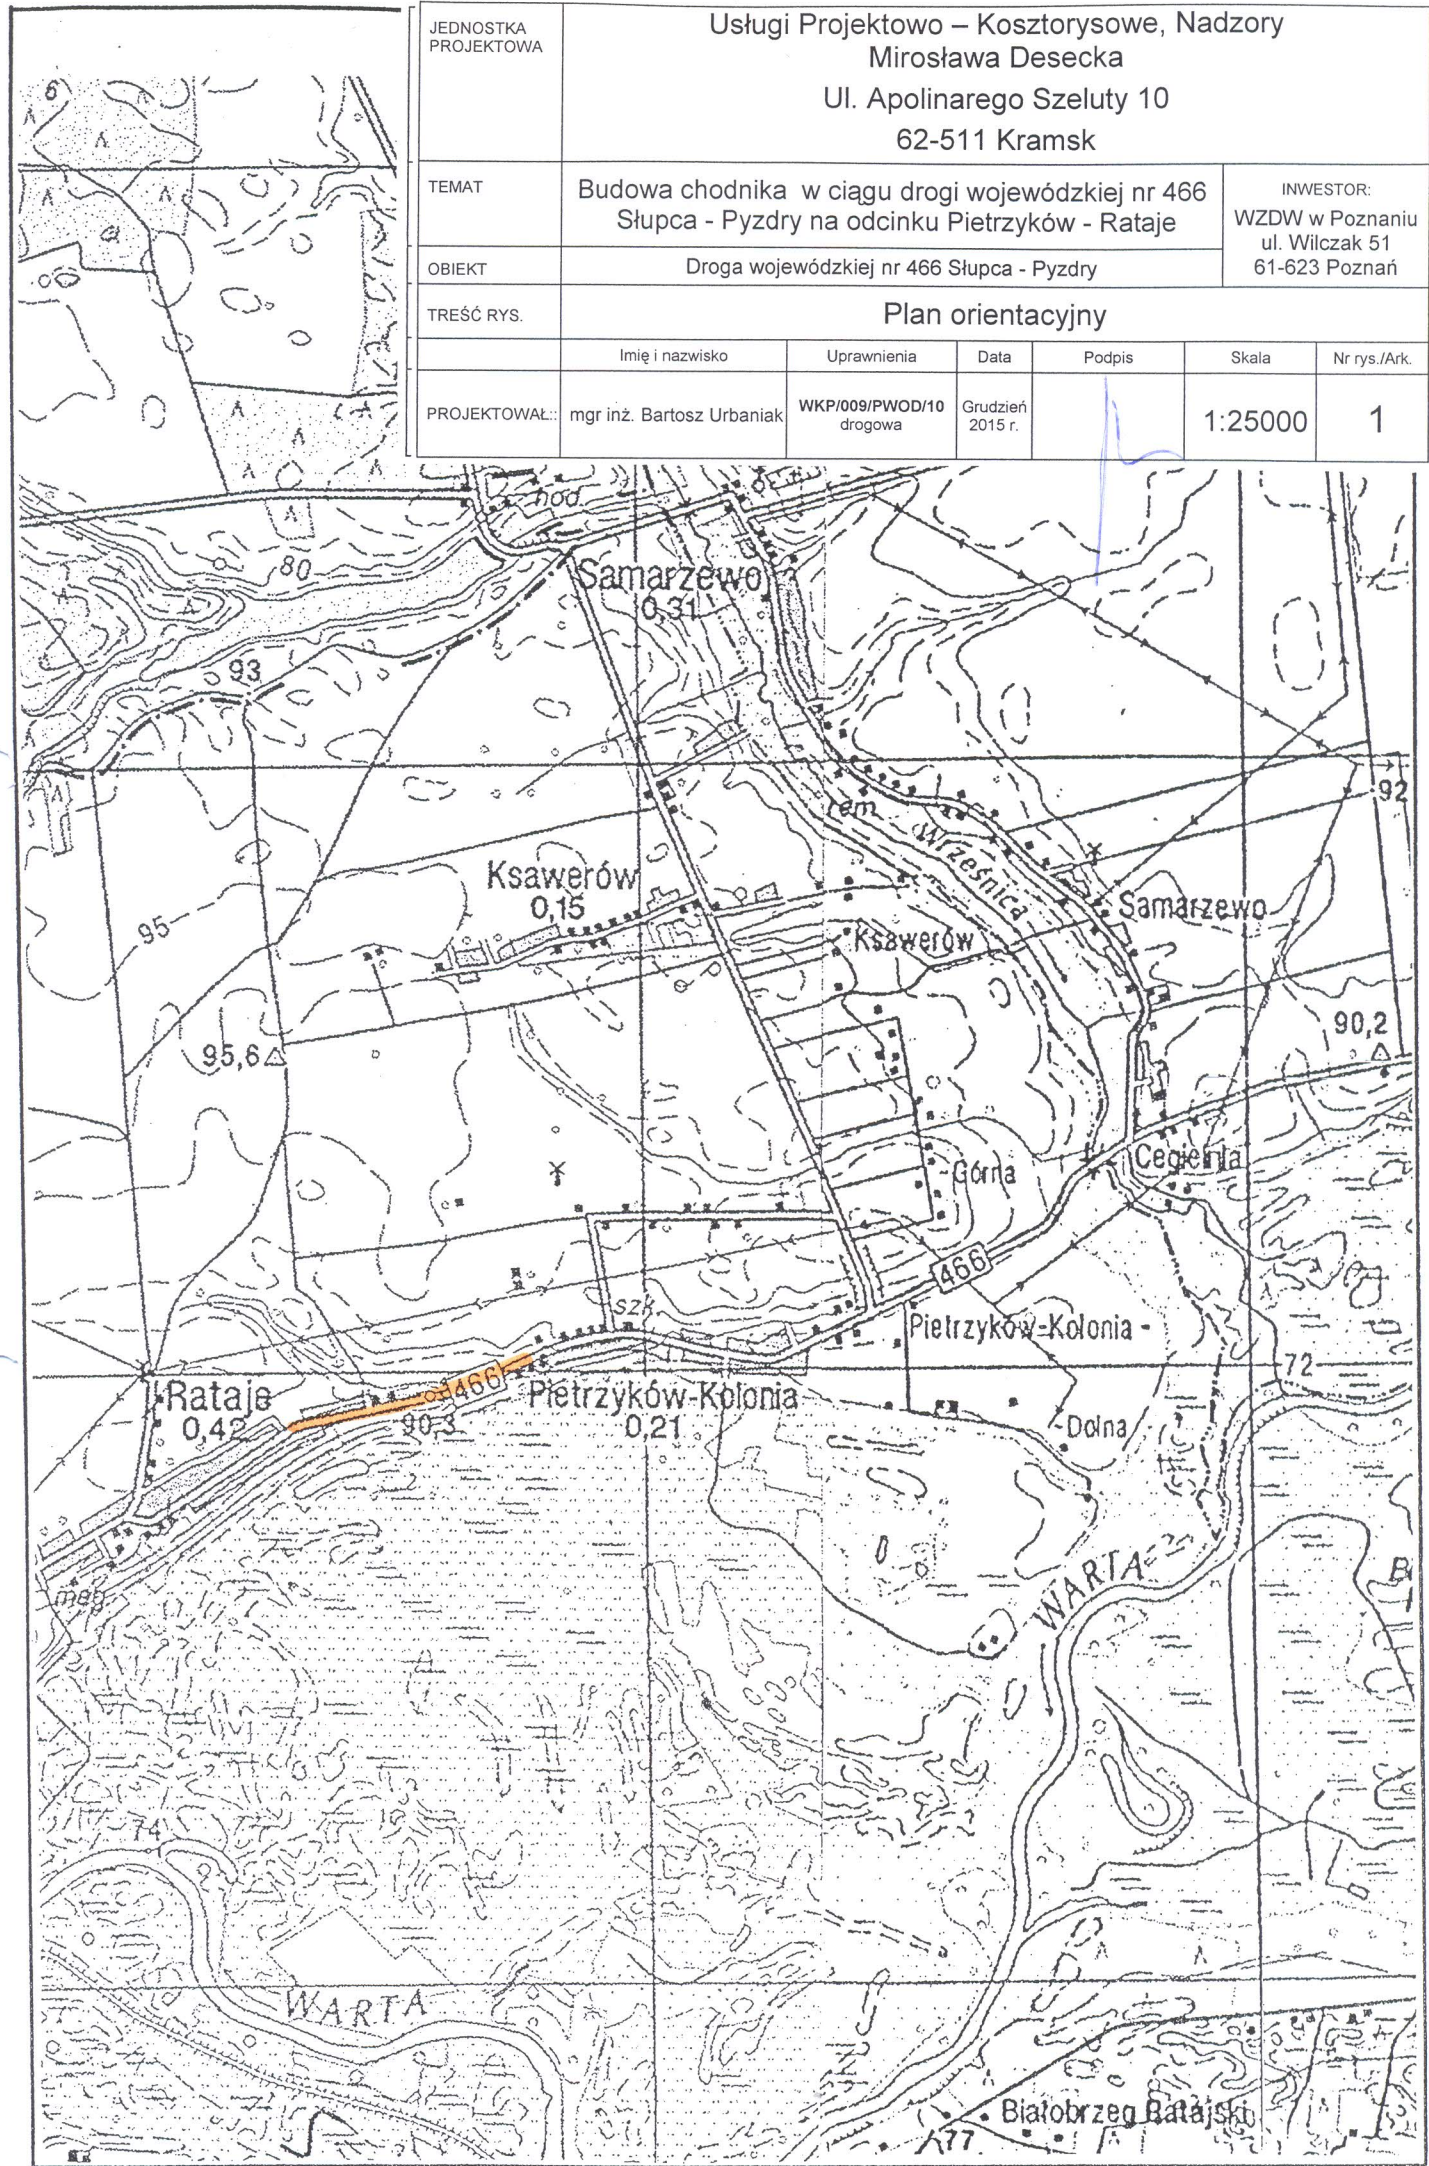 JEDNOSTKA
PROJEKTOWA
Usługi Projektowo – Kosztorysowe, Nadzory
Mirosława Desecka
Ul. Apolinarego Szeluty 10
62-511 Kramsk
TEMAT
Budowa chodnika w ciągu drogi wojewódzkiej nr 466
Słupca - Pyzdry na odcinku Pietrzyków - Rataje
INWESTOR:
WZDW w Poznaniu
ul. Wilczak 51
61-623 Poznań
OBIEKT
Droga wojewódzkiej nr 466 Słupca - Pyzdry
TREŚĆ RYS.
Plan orientacyjny
Imię i nazwisko
Uprawnienia
Data
Podpis
Skala
Nr rys./Ark.
PROJEKTOWAŁ::
mgr inż. Bartosz Urbaniak
WKP/009/PWOD/10
drogowa
Grudzień
2015 r.
1:25000
1
6
hod.
80
Samarzewo
0,31
93
92
rem.
Wrześnica
Ksawerów
0,15
Samarzewo
95
Ksawerów
90,2
95,6
Górna
Cegielnia
466
szk.
Pietrzyków-Kolonia -
72
Rataje
0,42
466
90,3
Pietrzyków-Kolonia
0,21
-Dolna
WARTA
mag.
74
WARTA
Białobrzeg Ratajski
77